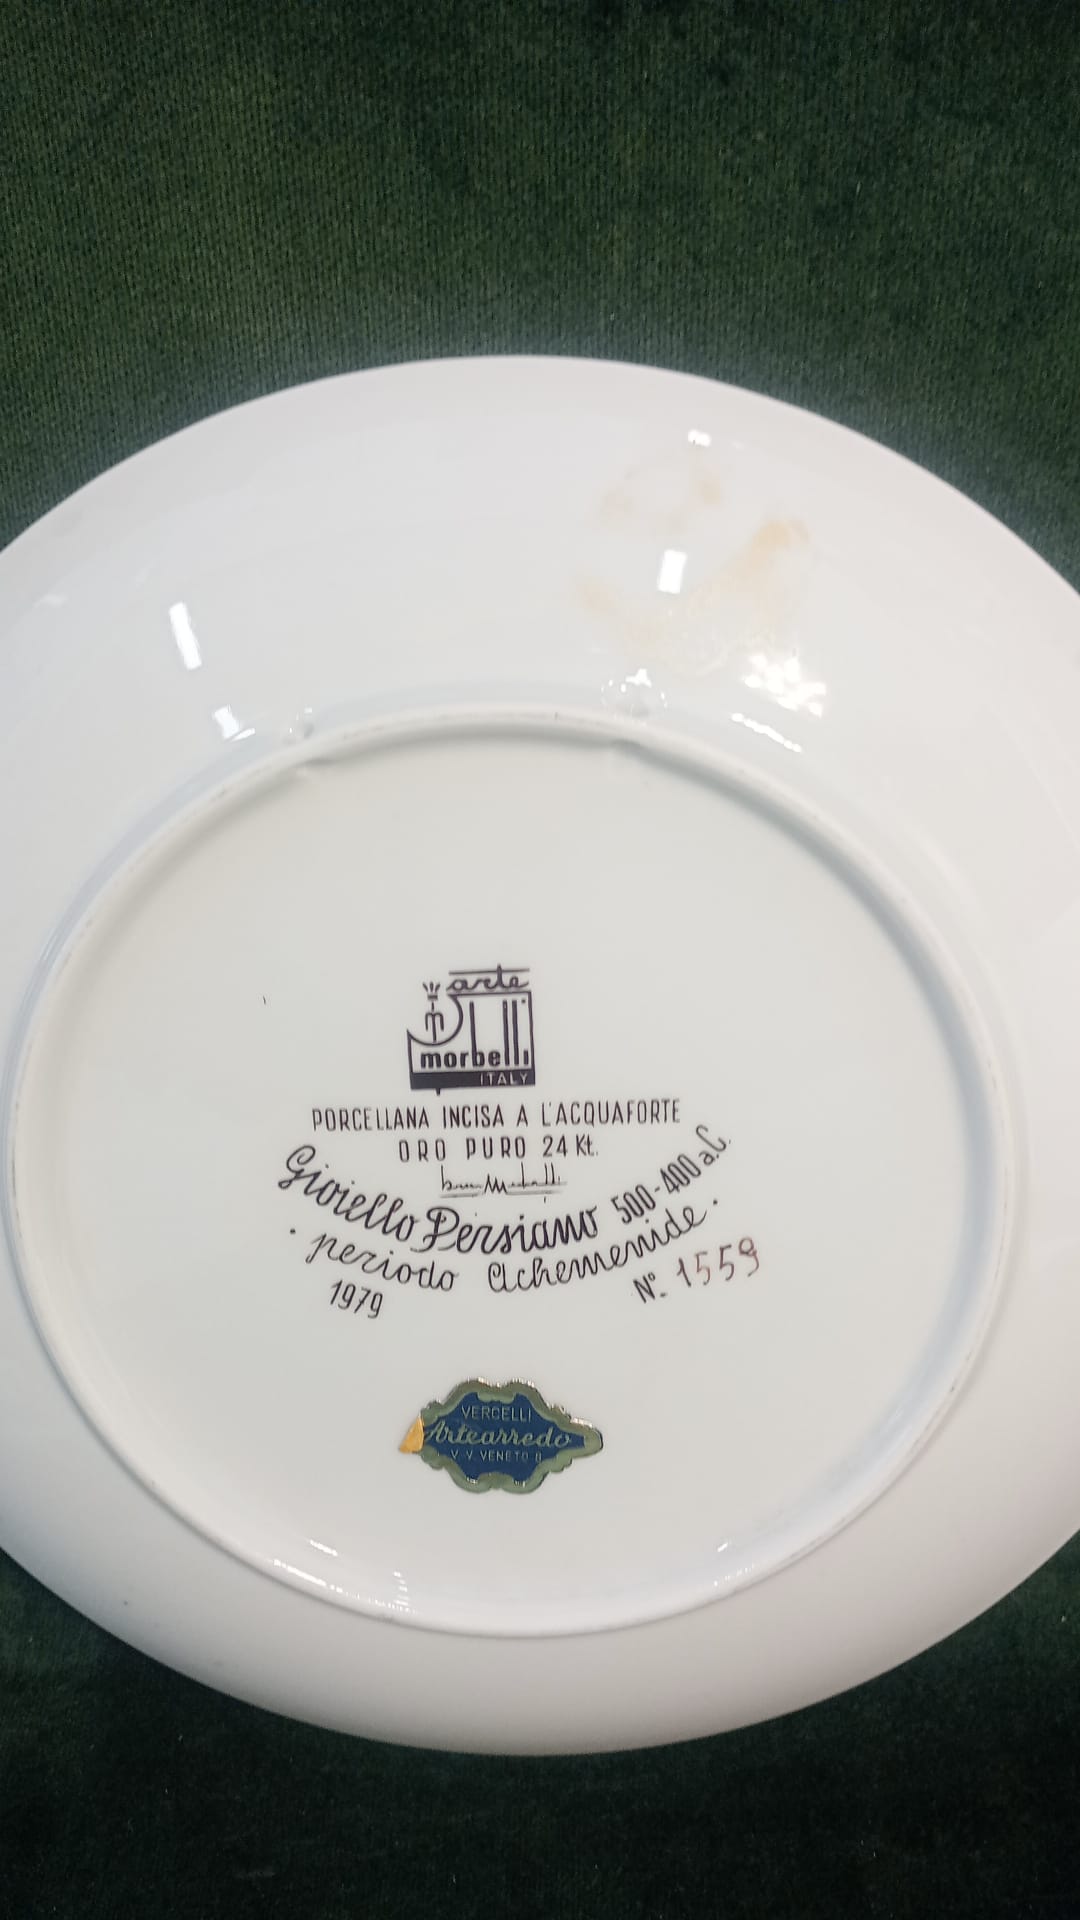 arte
morbelli
ITALY
PORCELLANA INCISA A L'ACQUAFORTE
ORO PURO 24 Kt.
Gioiello Persiano 500-400 a.C.
· periodo Achemenide ·
1979
N°. 1559
VERCELLI
Artearredo
V. V. VENETO 8